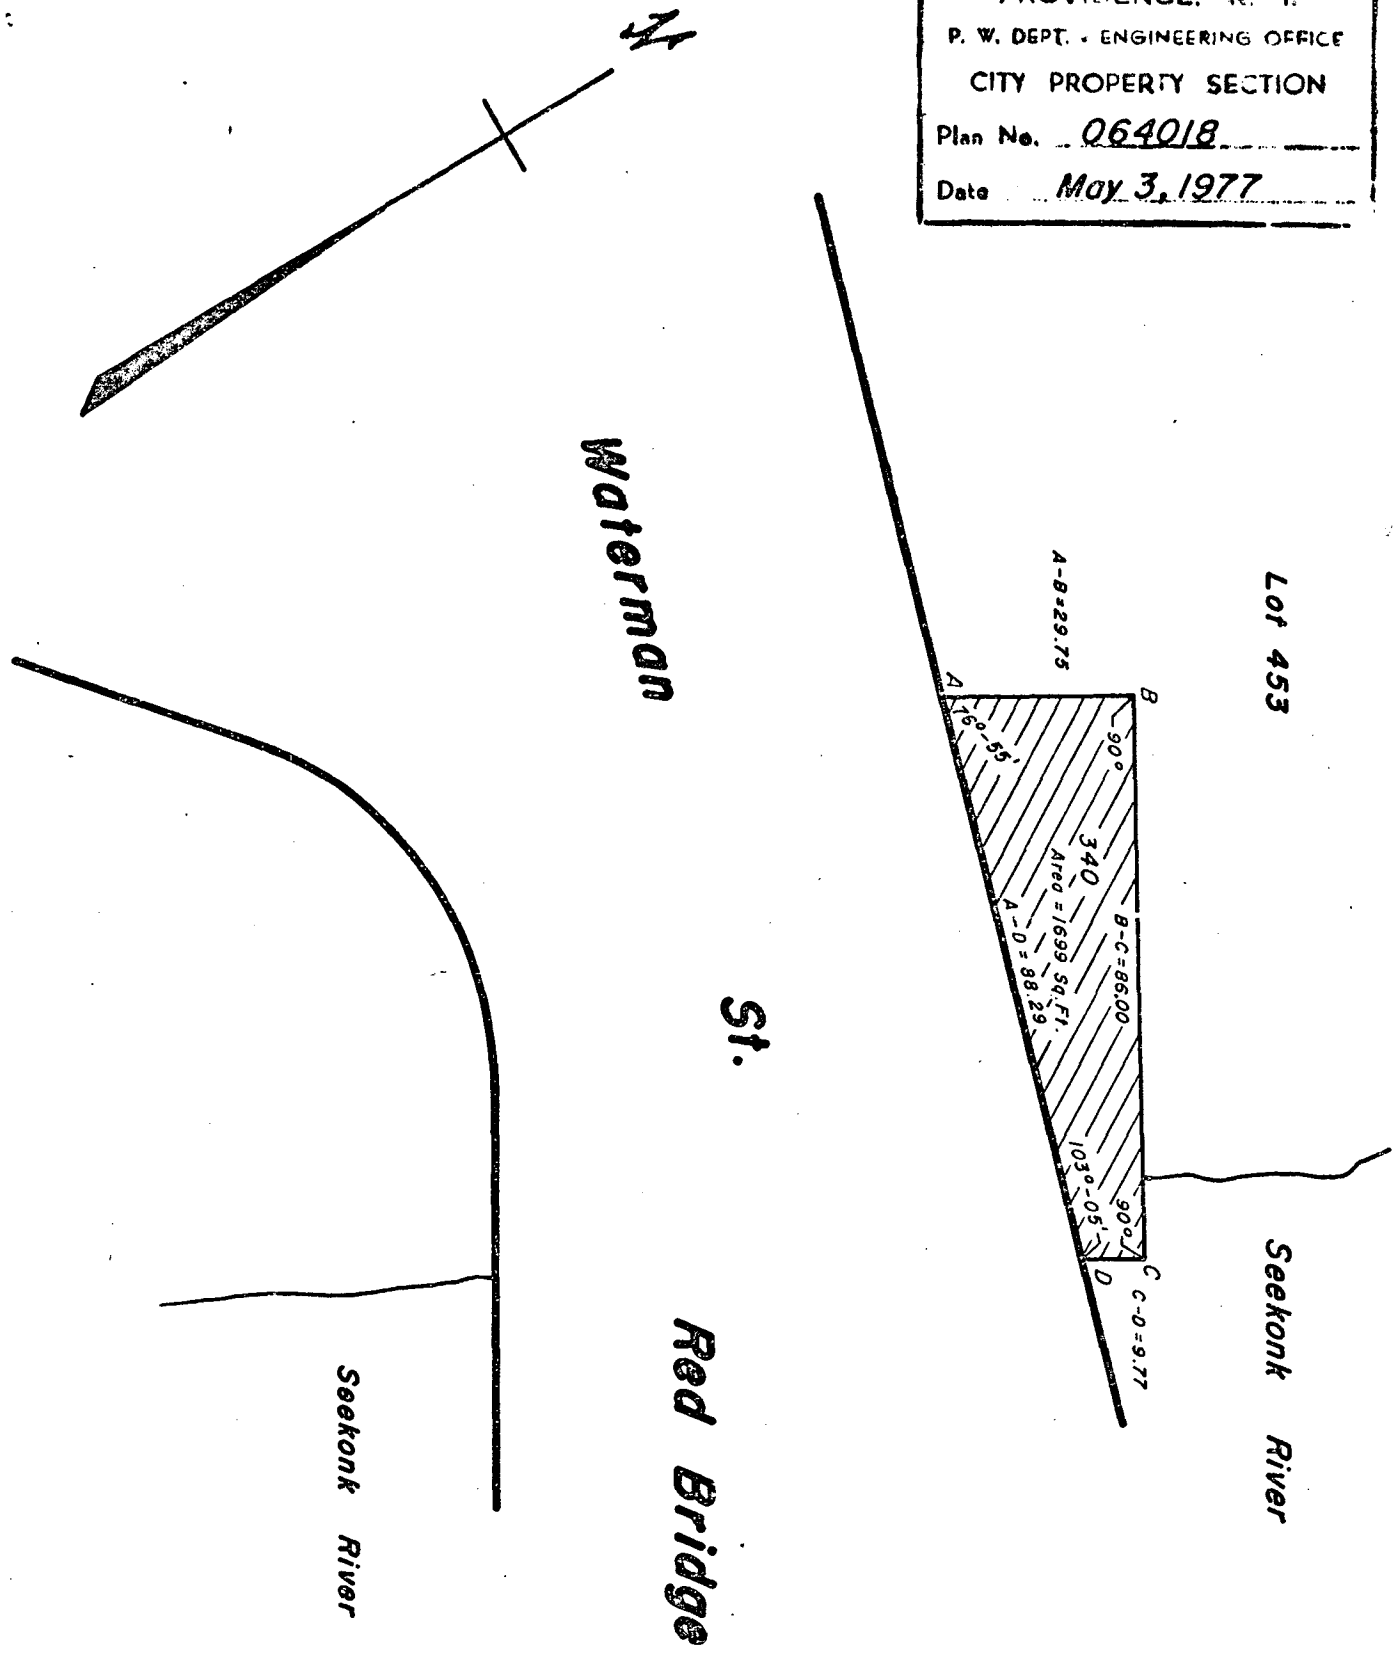 PROVIDENCE, R. I.
P. W. DEPT. - ENGINEERING OFFICE
CITY PROPERTY SECTION
Plan No. 064018
Date May 3, 1977
N
Lot 453
Seekonk River
A-B=29.75
B
90°
B-C=86.00
90°
C
C-D=9.77
A
76°-55'
340
Area = 1699 Sq. Ft.
A-D = 88.29
103°-05'
D
Waterman St.
Red Bridge
Seekonk River